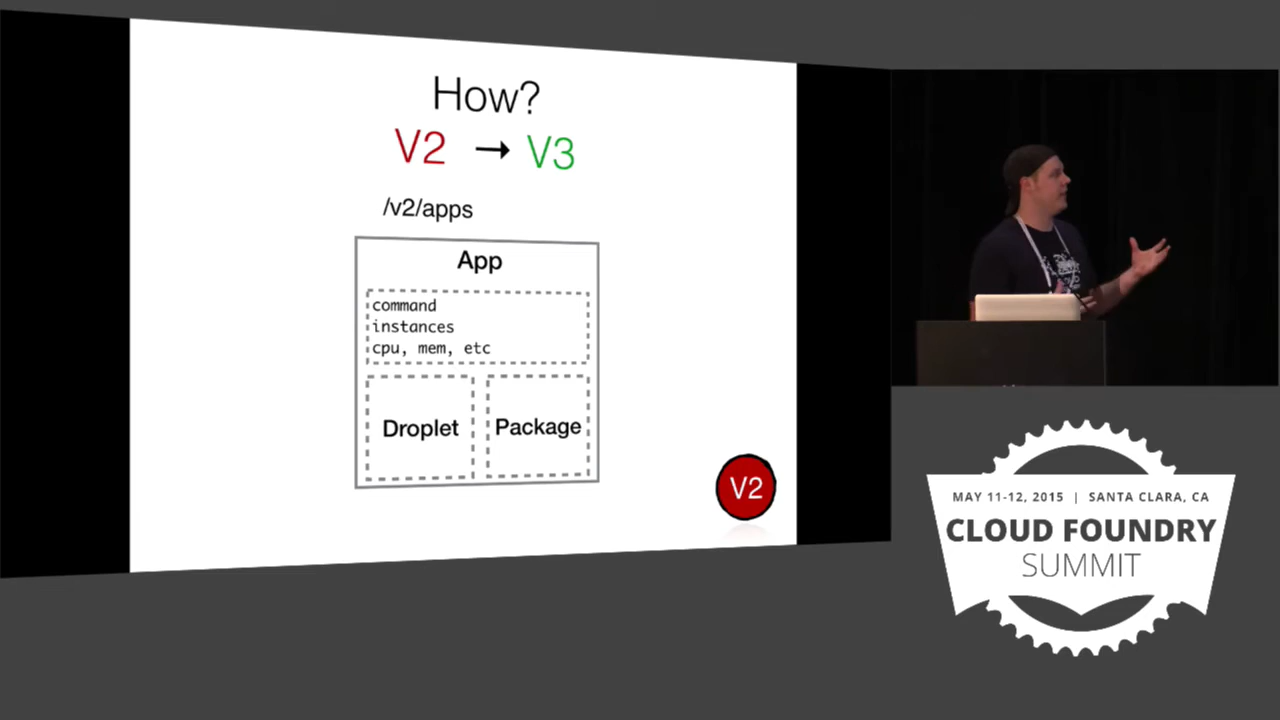 How?
V2 → V3
/v2/apps
App
command
instances
cpu, mem, etc
Droplet
Package
V2
MAY 11-12, 2015 | SANTA CLARA, CA
CLOUD FOUNDRY
SUMMIT